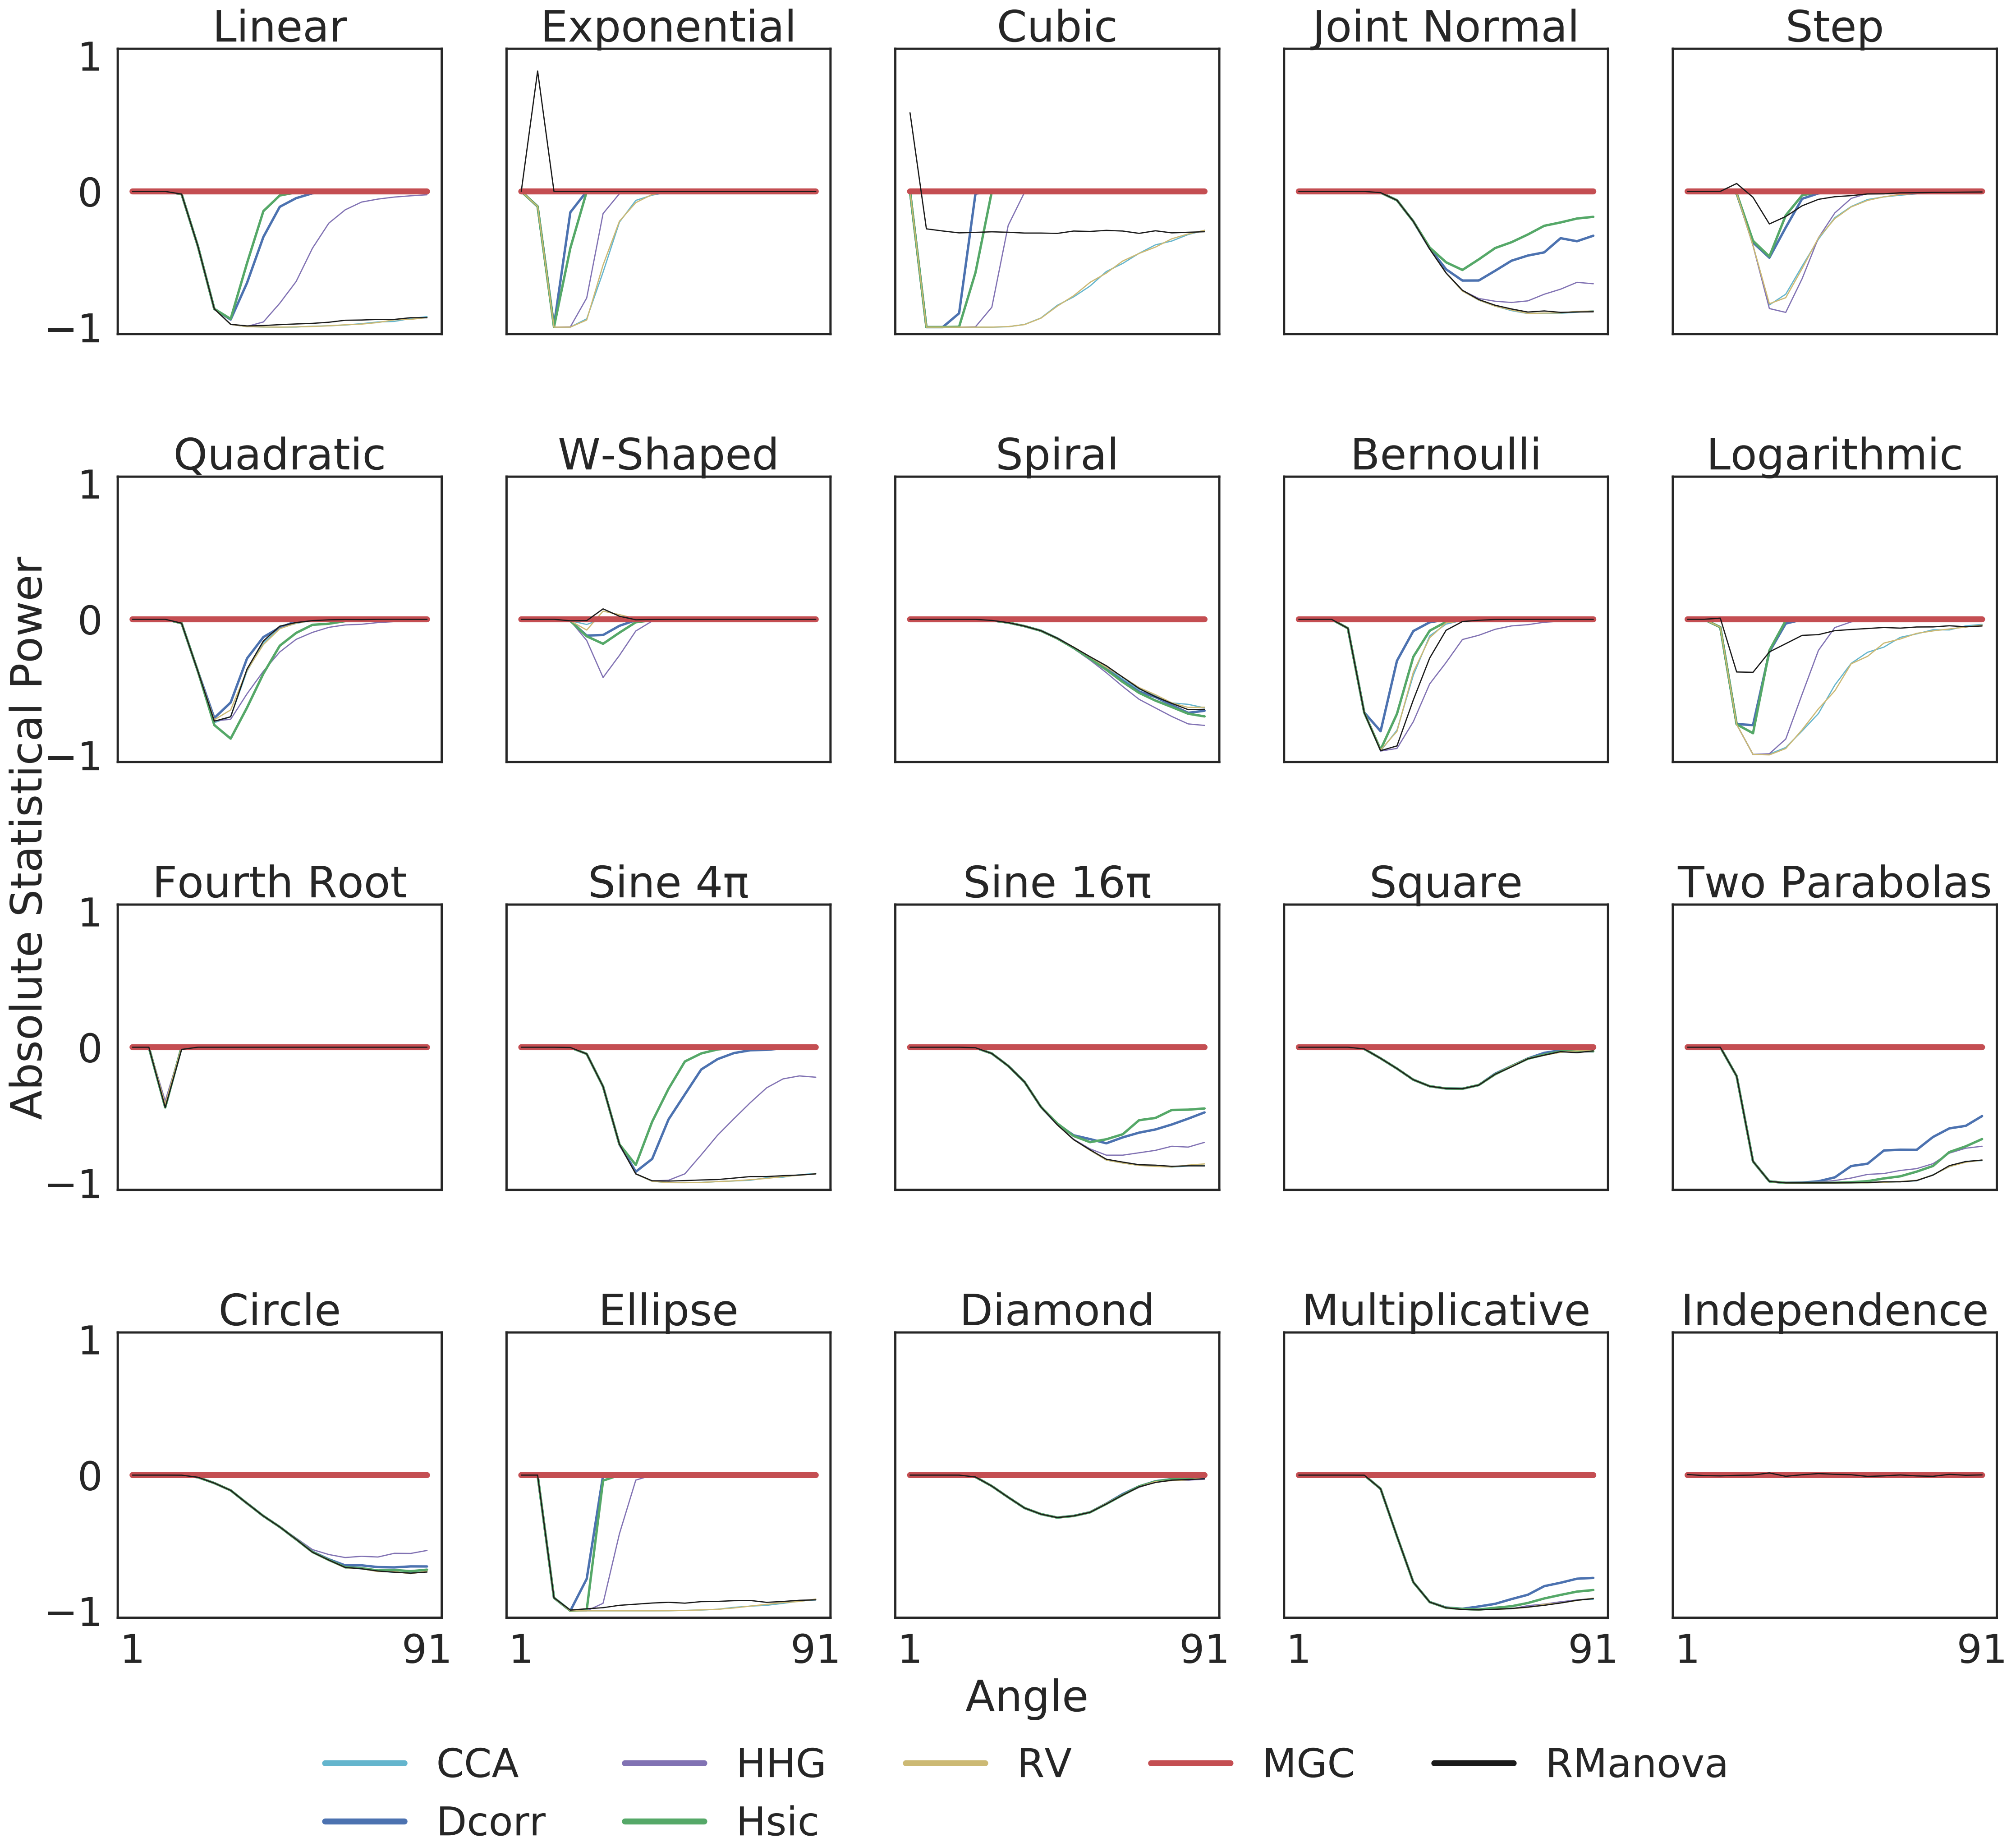 Linear Exponential Cubic Joint Normal Step
1
0
−1
Quadratic W-Shaped Spiral Bernoulli Logarithmic
1
0
−1
Absolute Statistical Power
Fourth Root Sine 4π Sine 16π Square Two Parabolas
1
0
−1
Circle Ellipse Diamond Multiplicative Independence
1
0
−1
1 91 1 91 1 91 1 91 1 91
Angle
CCA HHG RV MGC RManova
Dcorr Hsic